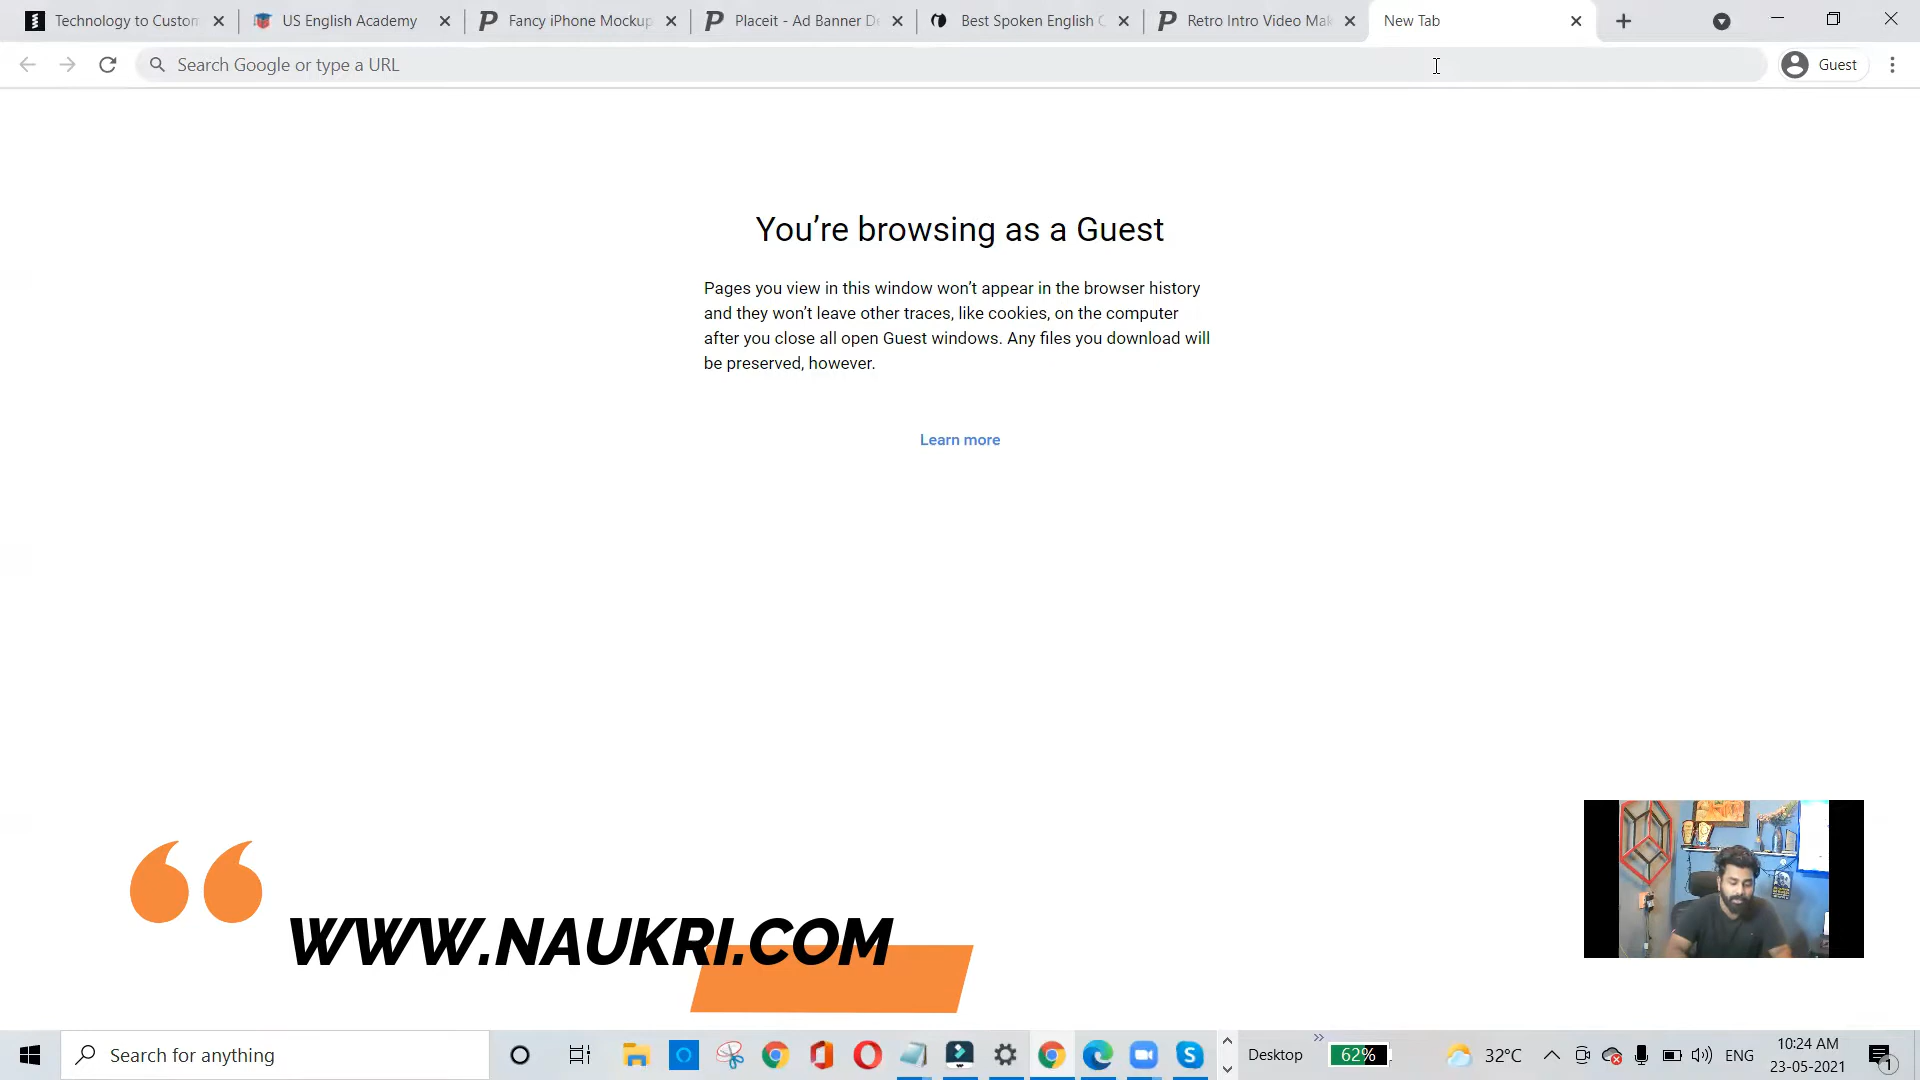 Technology to Custom
US English Academy
Fancy iPhone Mockup
Placeit - Ad Banner De
Best Spoken English C
Retro Intro Video Mak
New Tab
Search Google or type a URL
Guest
You're browsing as a Guest
Pages you view in this window won't appear in the browser history
and they won't leave other traces, like cookies, on the computer
after you close all open Guest windows. Any files you download will
be preserved, however.
Learn more
WWW.NAUKRI.COM
Search for anything
Desktop
62%
32°C
ENG
10:24 AM
23-05-2021
1